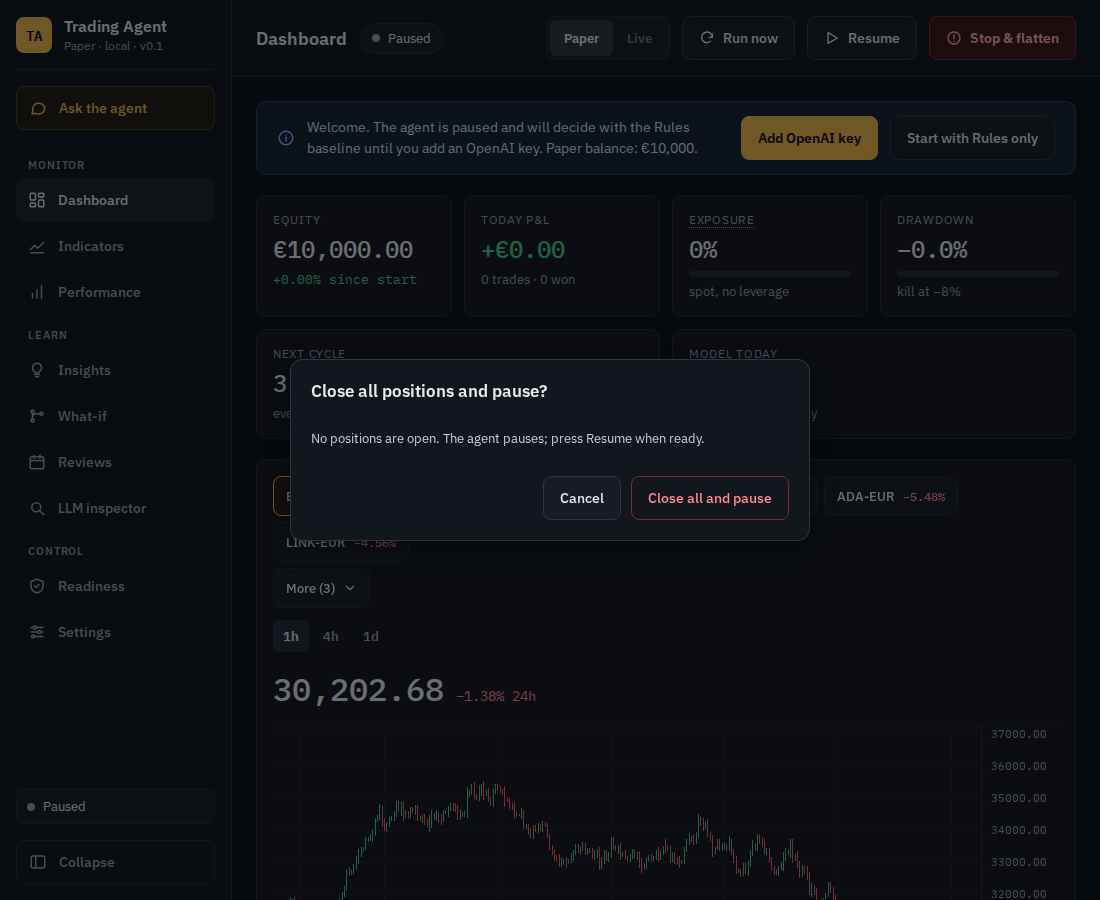 TA
Trading Agent
Paper · local · v0.1
Ask the agent
MONITOR
Dashboard
Indicators
Performance
LEARN
Insights
What-if
Reviews
LLM inspector
CONTROL
Readiness
Settings
Paused
Collapse
Dashboard
Paused
Paper
Live
Run now
Resume
Stop & flatten
Welcome. The agent is paused and will decide with the Rules
baseline until you add an OpenAI key. Paper balance: €10,000.
Add OpenAI key
Start with Rules only
EQUITY
€10,000.00
+0.00% since start
TODAY P&L
+€0.00
0 trades · 0 won
EXPOSURE
0%
spot, no leverage
DRAWDOWN
−0.0%
kill at −8%
NEXT CYCLE
3
MODEL TODAY
Close all positions and pause?
No positions are open. The agent pauses; press Resume when ready.
Cancel
Close all and pause
ADA-EUR −5.48%
LINK-EUR −4.56%
More (3)
1h
4h
1d
30,202.68 −1.38% 24h
37000.00
36000.00
35000.00
34000.00
33000.00
32000.00